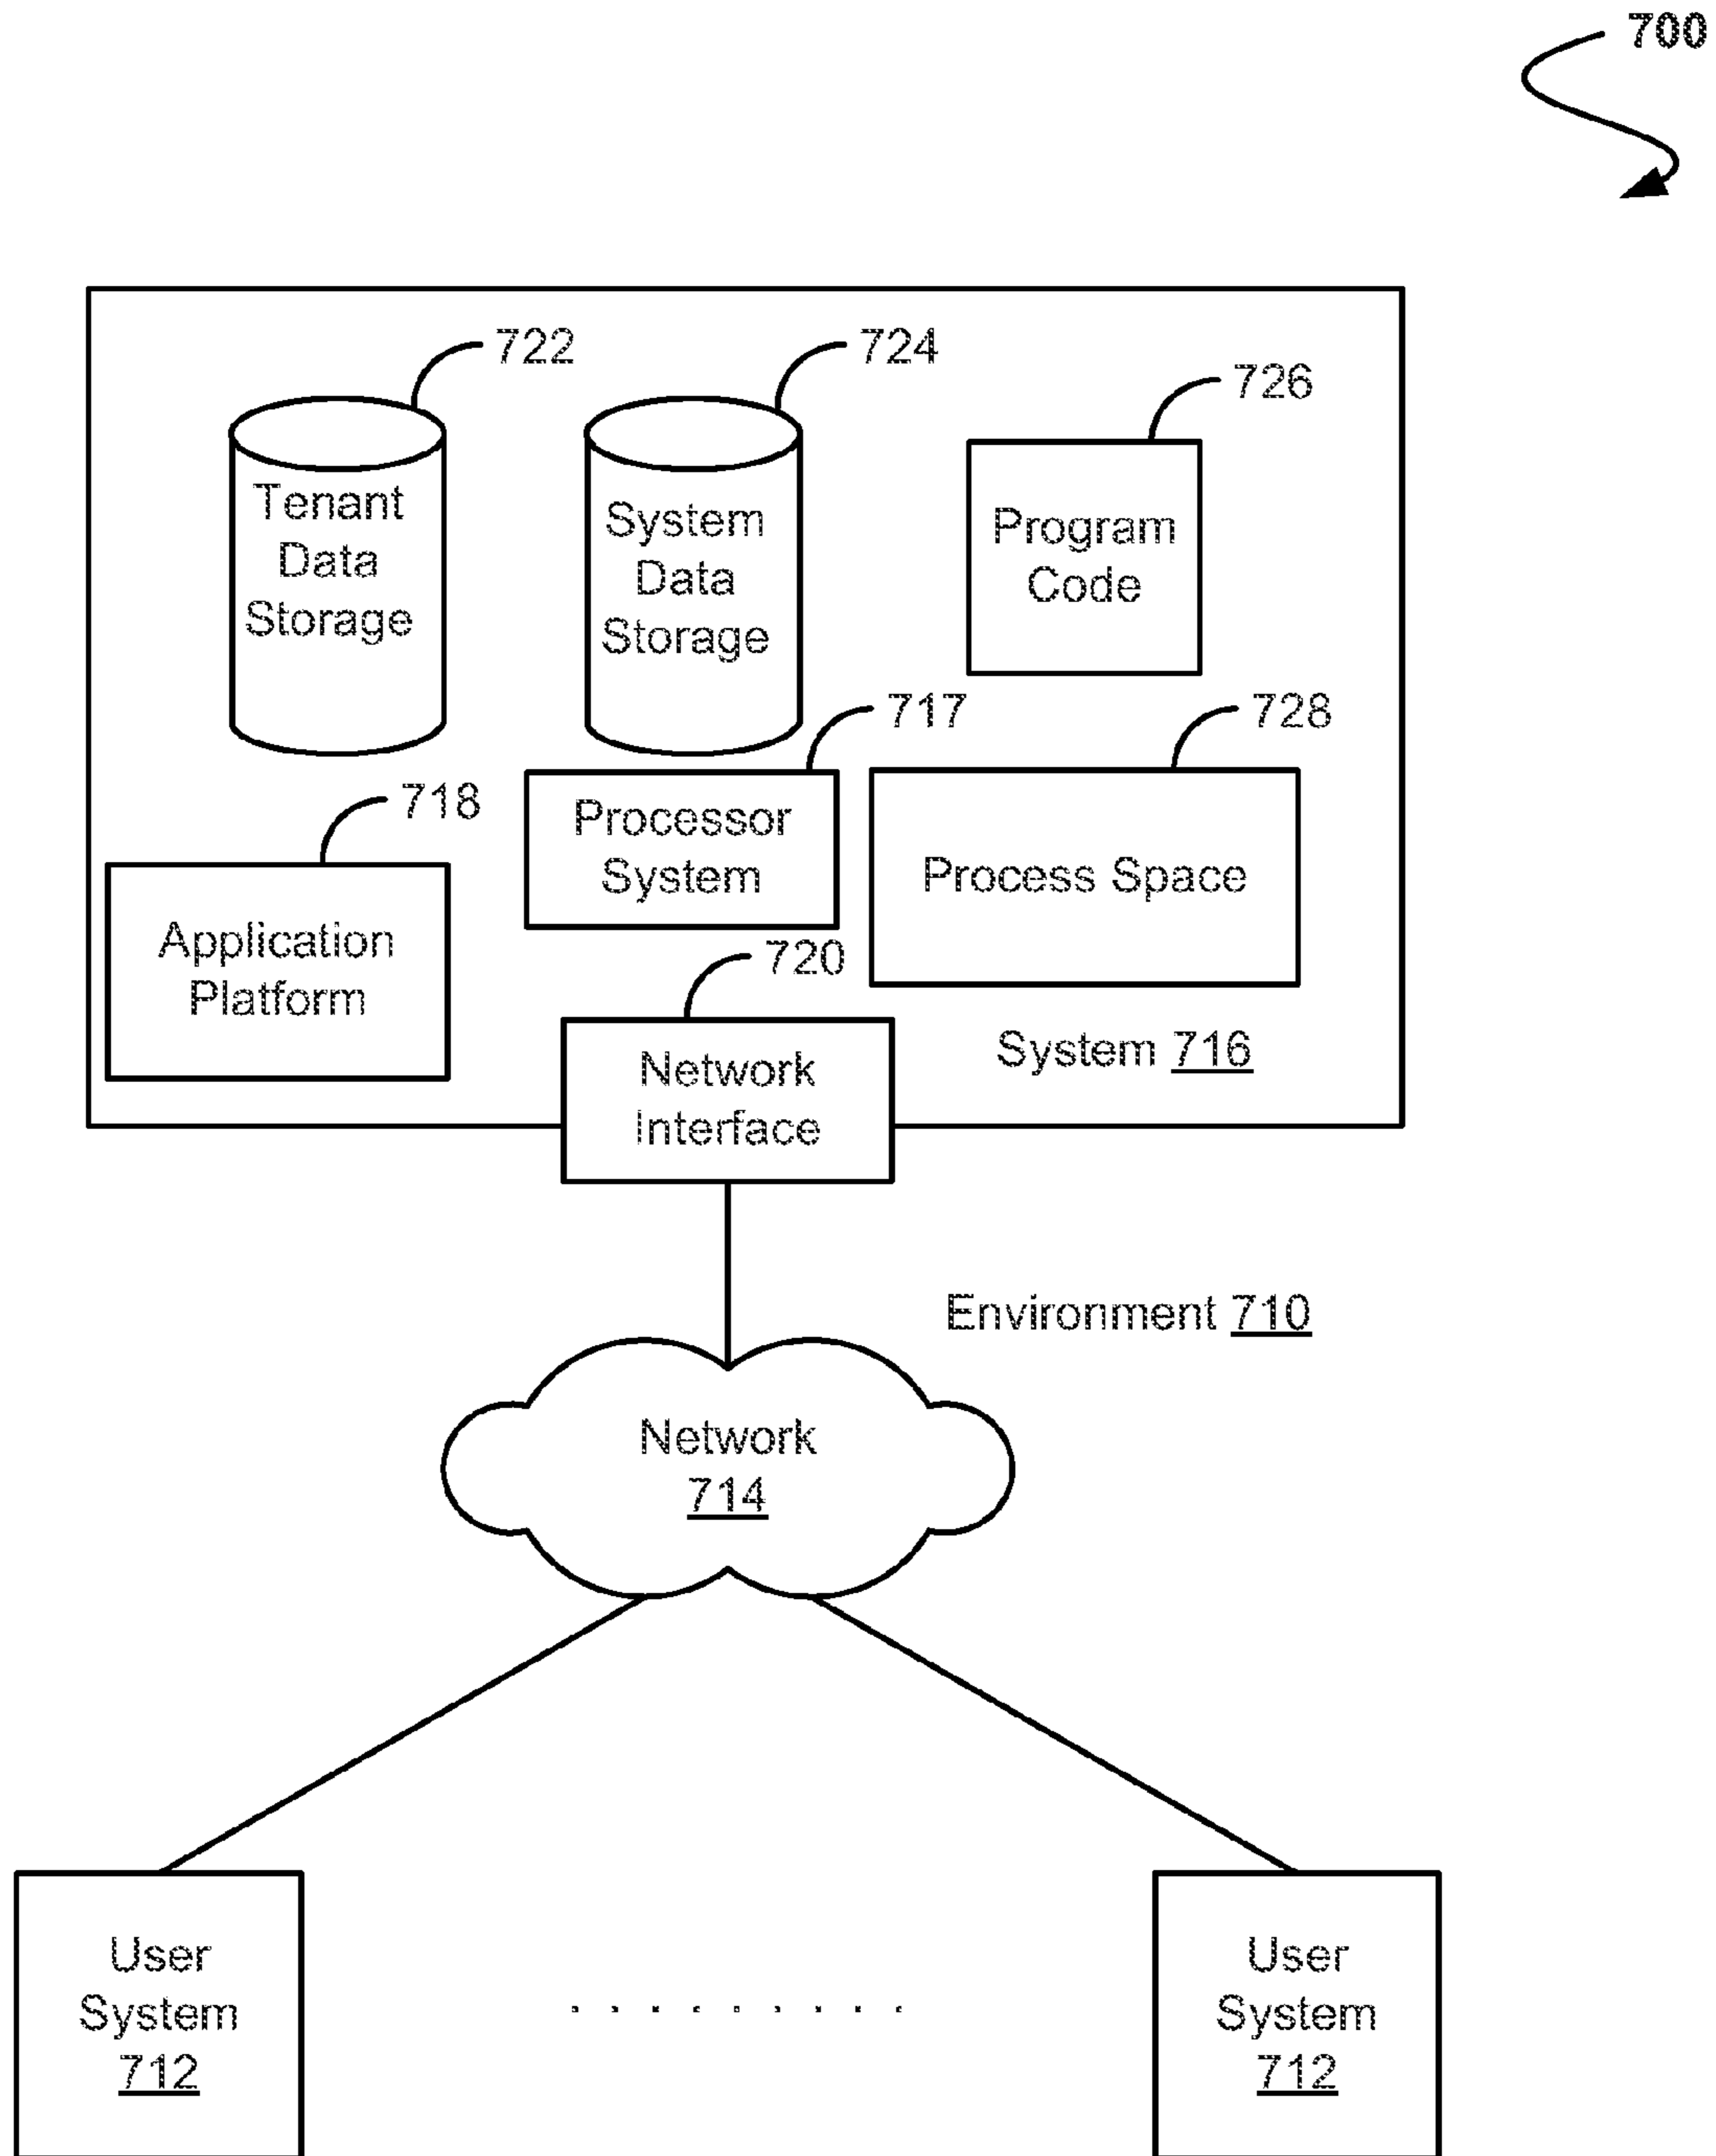 700
722
724
726
Tenant
Data
Storage
System
Data
Storage
Program
Code
717
728
718
Processor
System
Process Space
Application
Platform
720
System 716
Network
Interface
Environment 710
Network
714
User
System
712
User
System
712